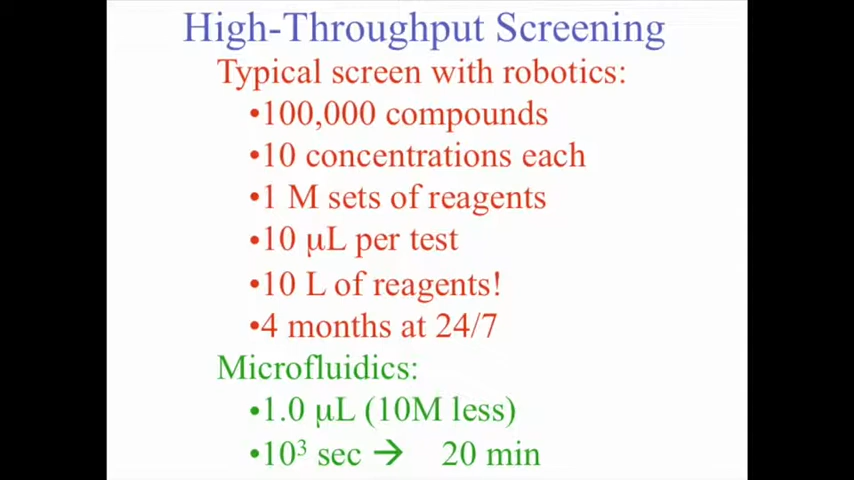 High-Throughput Screening
Typical screen with robotics:
•100,000 compounds
•10 concentrations each
•1 M sets of reagents
•10 μL per test
•10 L of reagents!
•4 months at 24/7
Microfluidics:
•1.0 μL (10M less)
•10³ sec → 20 min